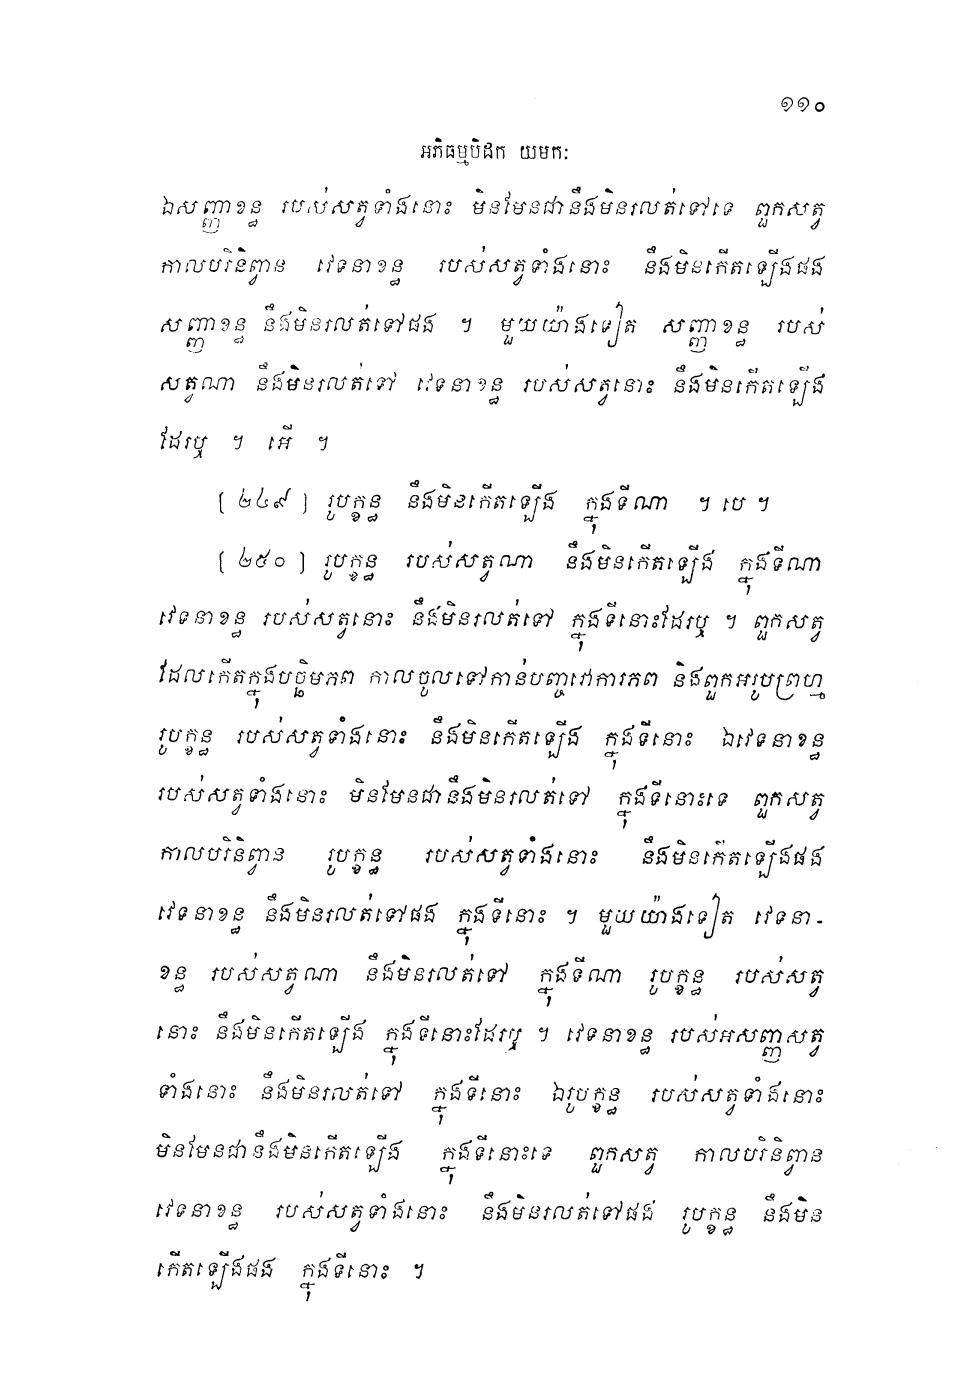 ១១០
អភិធម្មបិដក យមកៈ
ឯសញ្ញាខន្ធ របស់សត្វទាំងនោះ មិនមែនជានឹងមិនរលត់ទៅទេ ពួកសត្វ
កាលបរិនិព្វាន វេទនាខន្ធ របស់សត្វទាំងនោះ នឹងមិនកើតឡើងផង
សញ្ញាខន្ធ នឹងមិនរលត់ទៅផង ។ មួយយ៉ាងទៀត សញ្ញាខន្ធ របស់
សត្វណា នឹងមិនរលត់ទៅ វេទនាខន្ធ របស់សត្វនោះ នឹងមិនកើតឡើង
ដែរឬ ។ អើ ។
[ ២៤៩ ] រូបក្ខន្ធ នឹងមិនកើតឡើង ក្នុងទីណា ។ បេ ។
[ ២៥០ ] រូបក្ខន្ធ របស់សត្វណា នឹងមិនកើតឡើង ក្នុងទីណា
វេទនាខន្ធ របស់សត្វនោះ នឹងមិនរលត់ទៅ ក្នុងទីនោះដែរឬ ។ ពួកសត្វ
ដែលកើតក្នុងបច្ឆិមភព កាលចូលទៅកាន់បញ្ចវោការភព និងពួកអរូបព្រហ្ម
រូបក្ខន្ធ របស់សត្វទាំងនោះ នឹងមិនកើតឡើង ក្នុងទីនោះ ឯវេទនាខន្ធ
របស់សត្វទាំងនោះ មិនមែនជានឹងមិនរលត់ទៅ ក្នុងទីនោះទេ ពួកសត្វ
កាលបរិនិព្វាន រូបក្ខន្ធ របស់សត្វទាំងនោះ នឹងមិនកើតឡើងផង
វេទនាខន្ធ នឹងមិនរលត់ទៅផង ក្នុងទីនោះ ។ មួយយ៉ាងទៀត វេទនា-
ខន្ធ របស់សត្វណា នឹងមិនរលត់ទៅ ក្នុងទីណា រូបក្ខន្ធ របស់សត្វ
នោះ នឹងមិនកើតឡើង ក្នុងទីនោះដែរឬ ។ វេទនាខន្ធ របស់អសញ្ញសត្វ
ទាំងនោះ នឹងមិនរលត់ទៅ ក្នុងទីនោះ ឯរូបក្ខន្ធ របស់សត្វទាំងនោះ
មិនមែនជានឹងមិនកើតឡើង ក្នុងទីនោះទេ ពួកសត្វ កាលបរិនិព្វាន
វេទនាខន្ធ របស់សត្វទាំងនោះ នឹងមិនរលត់ទៅផង រូបក្ខន្ធ នឹងមិន
កើតឡើងផង ក្នុងទីនោះ ។